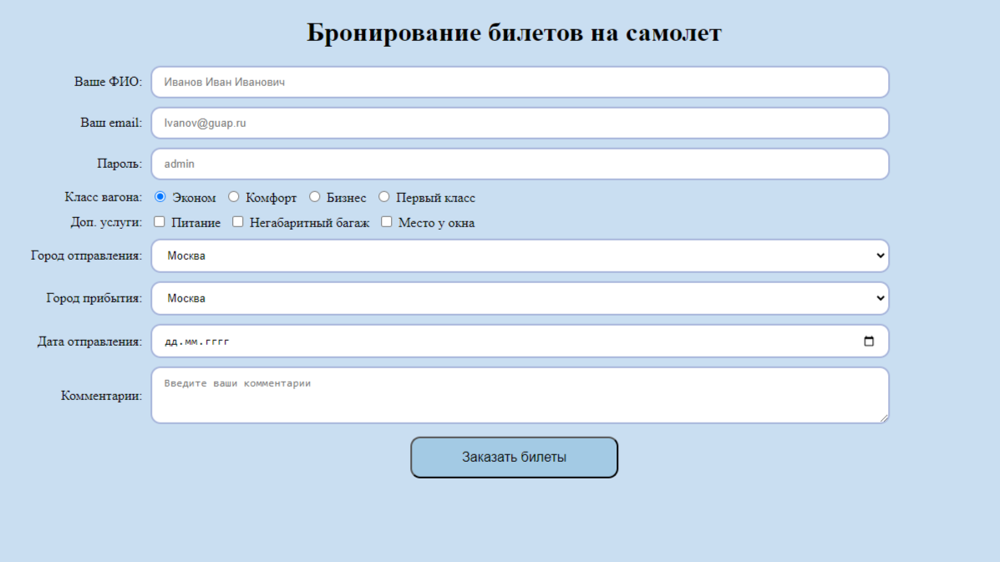 Бронирование билетов на самолет
Ваше ФИО: Иванов Иван Иванович
Ваш email: Ivanov@guap.ru
Пароль: admin
Класс вагона: Эконом Комфорт Бизнес Первый класс
Доп. услуги: Питание Негабаритный багаж Место у окна
Город отправления: Москва
Город прибытия: Москва
Дата отправления: дд.мм.гггг
Комментарии: Введите ваши комментарии
Заказать билеты